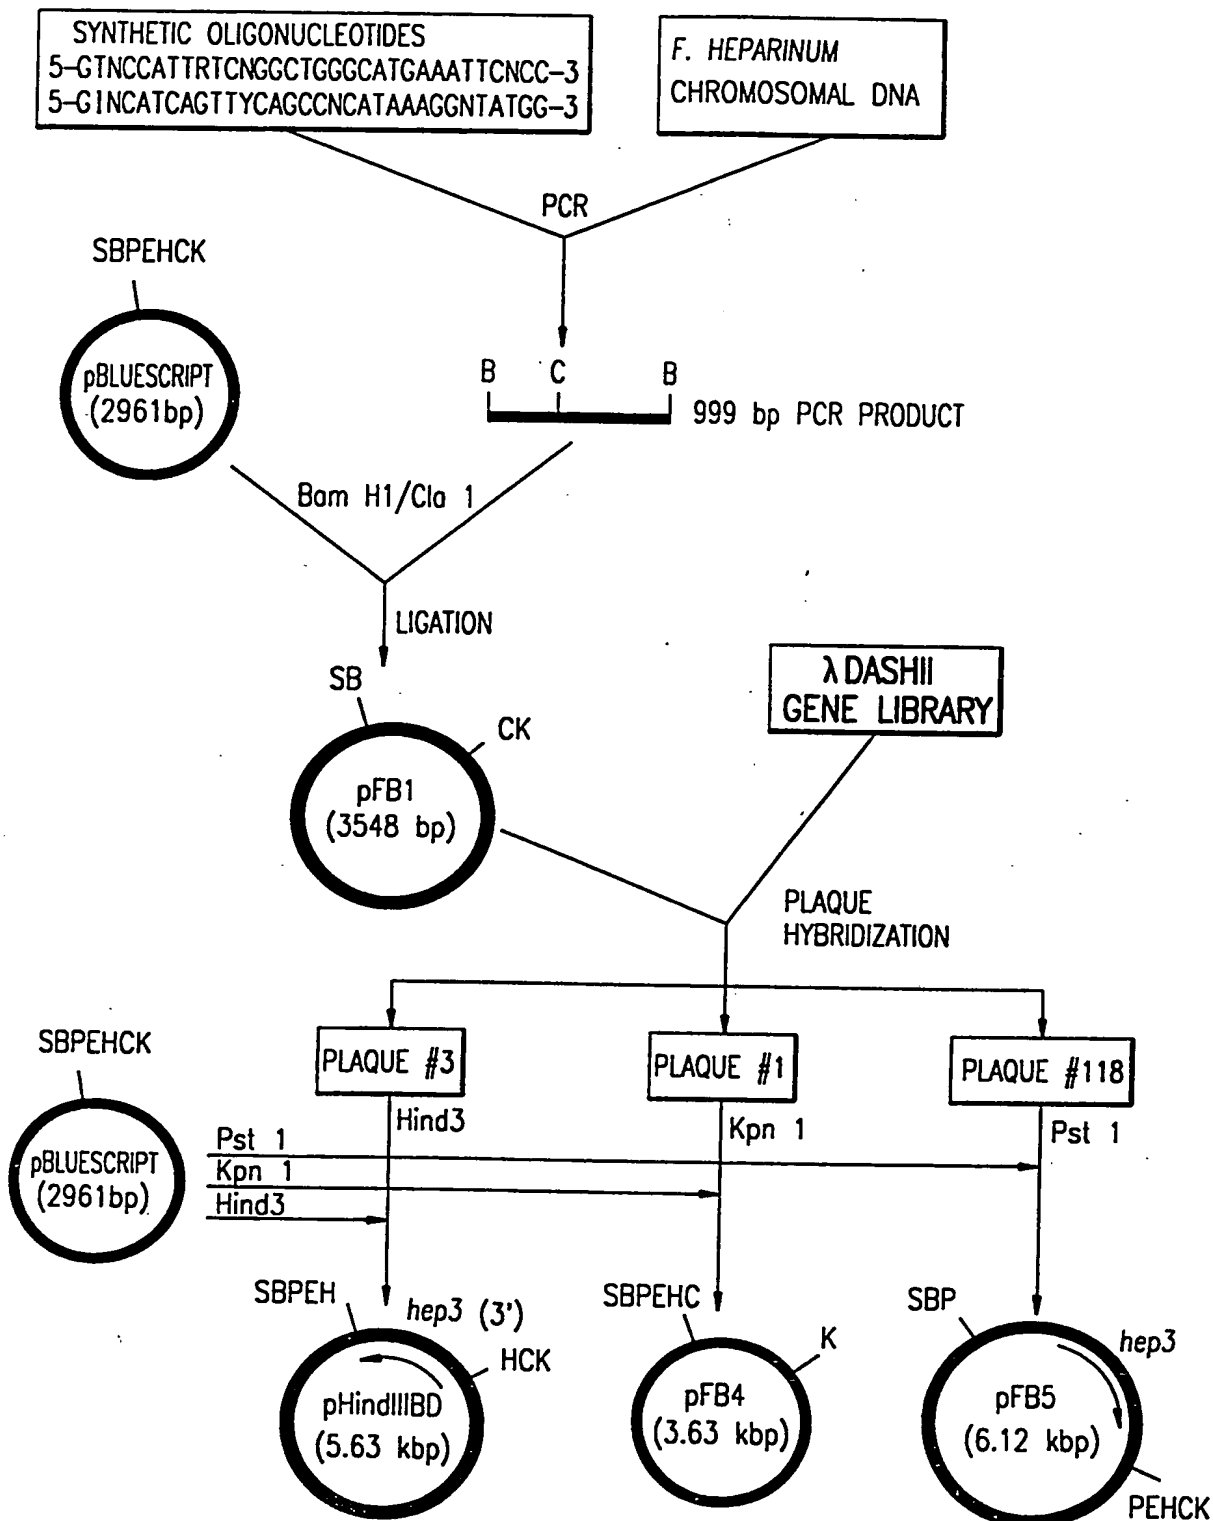 SYNTHETIC OLIGONUCLEOTIDES
5-GTNCCATTRTCNGGCTGGGCATGAAATTCNCC-3
5-GINCATCAGTTYCAGCCNCATAAAGGNTATGG-3
F. HEPARINUM
CHROMOSOMAL DNA
PCR
SBPEHCK
pBLUESCRIPT
(2961bp)
B C B
999 bp PCR PRODUCT
Bam H1/Cla 1
LIGATION
SB
CK
pFB1
(3548 bp)
λ DASHII
GENE LIBRARY
PLAQUE
HYBRIDIZATION
PLAQUE #3
PLAQUE #1
PLAQUE #118
SBPEHCK
pBLUESCRIPT
(2961bp)
Hind3
Kpn 1
Pst 1
Pst 1
Kpn 1
Hind3
SBPEH
hep3 (3')
HCK
pHindIIIBD
(5.63 kbp)
SBPEHC
K
pFB4
(3.63 kbp)
SBP
hep3
pFB5
(6.12 kbp)
PEHCK